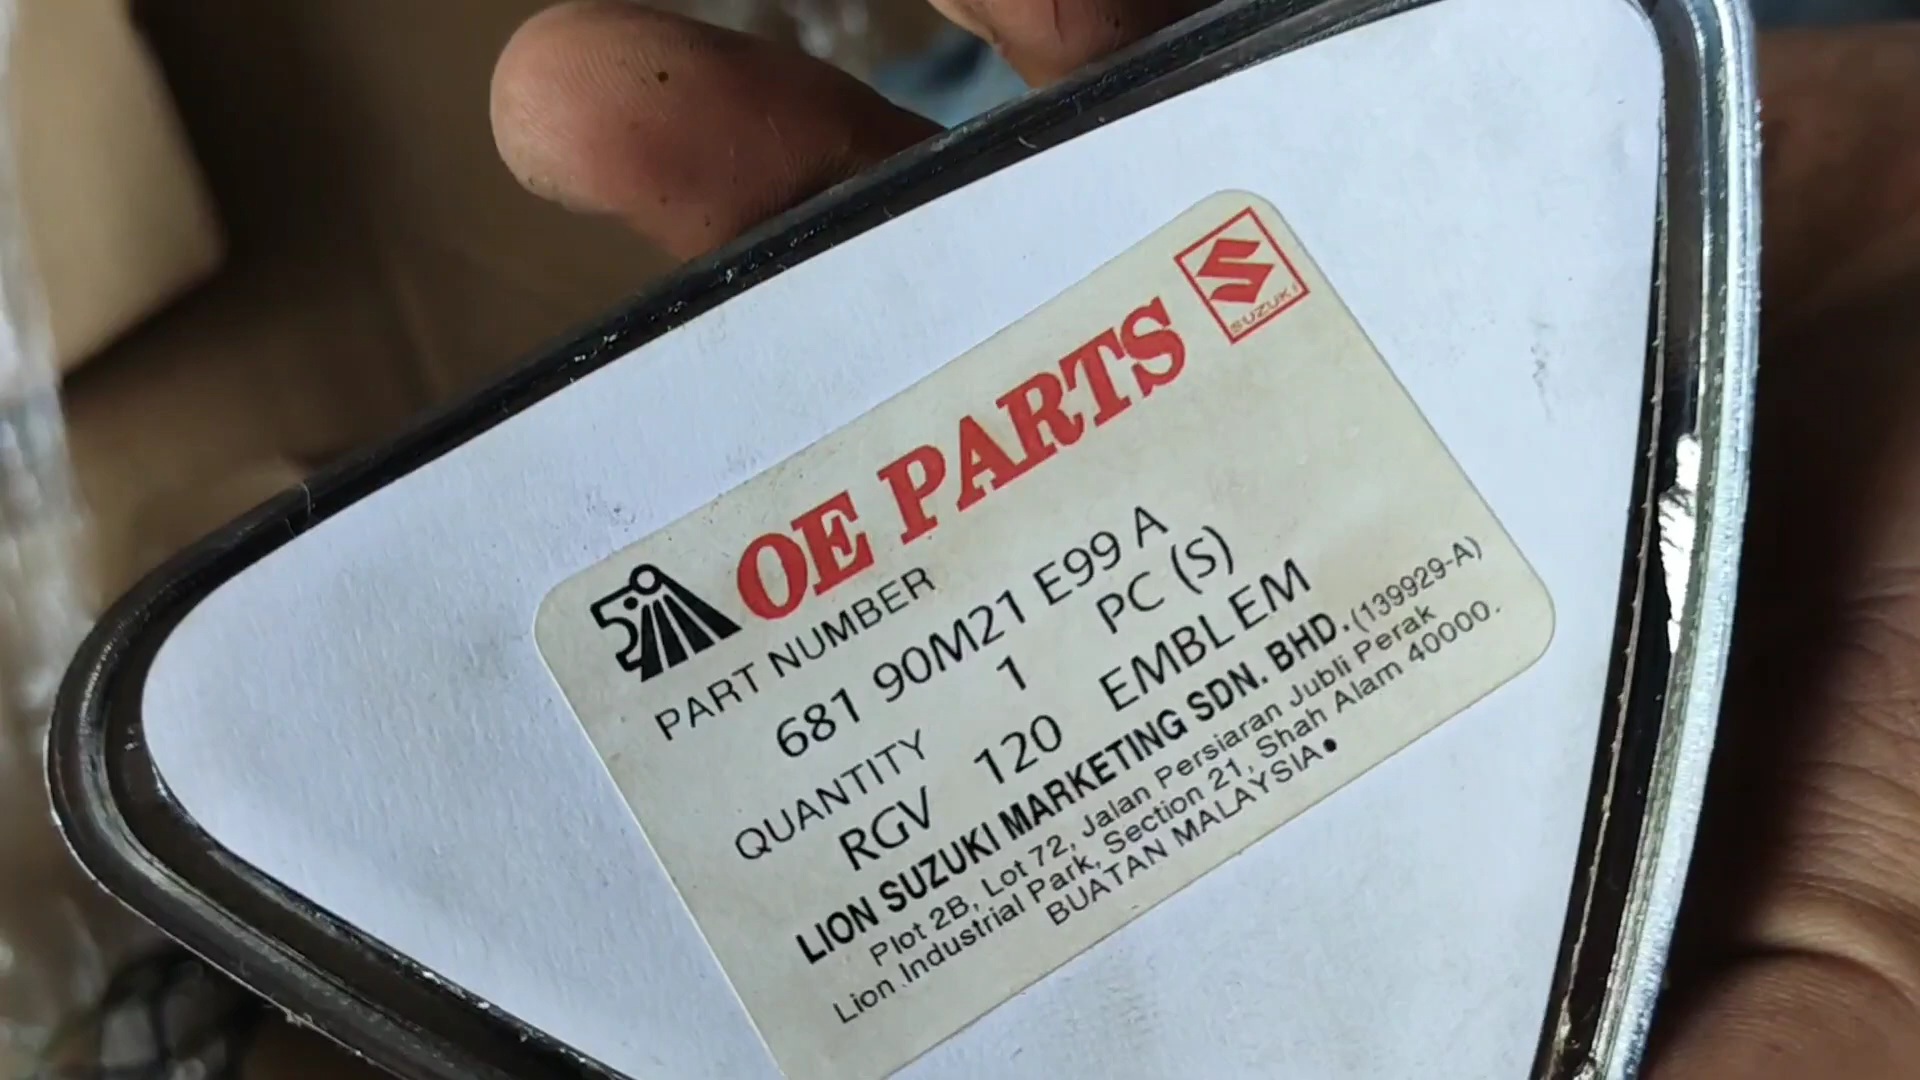 OE PARTS
SUZUKI
PART NUMBER
681 90M21 E99 A
QUANTITY 1 PC (S)
RGV 120 EMBLEM
LION SUZUKI MARKETING SDN. BHD. (139929-A)
Plot 2B, Lot 72, Jalan Persiaran Jubli Perak
Lion Industrial Park, Section 21, Shah Alam 40000.
BUATAN MALAYSIA